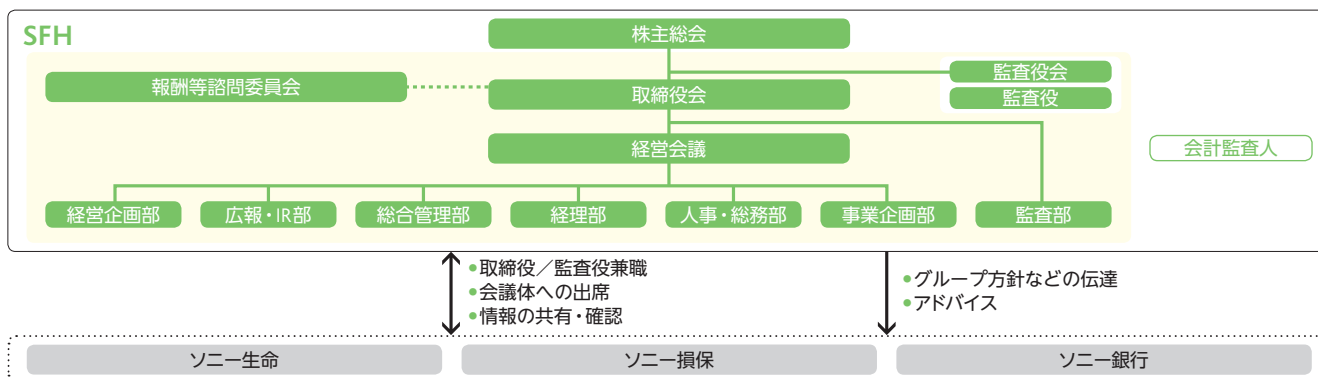 SFH
株主総会
報酬等諮問委員会
取締役会
監査役会
監査役
経営会議
会計監査人
経営企画部
広報・IR部
総合管理部
経理部
人事・総務部
事業企画部
監査部
●取締役／監査役兼職
●会議体への出席
●情報の共有・確認
●グループ方針などの伝達
●アドバイス
ソニー生命
ソニー損保
ソニー銀行